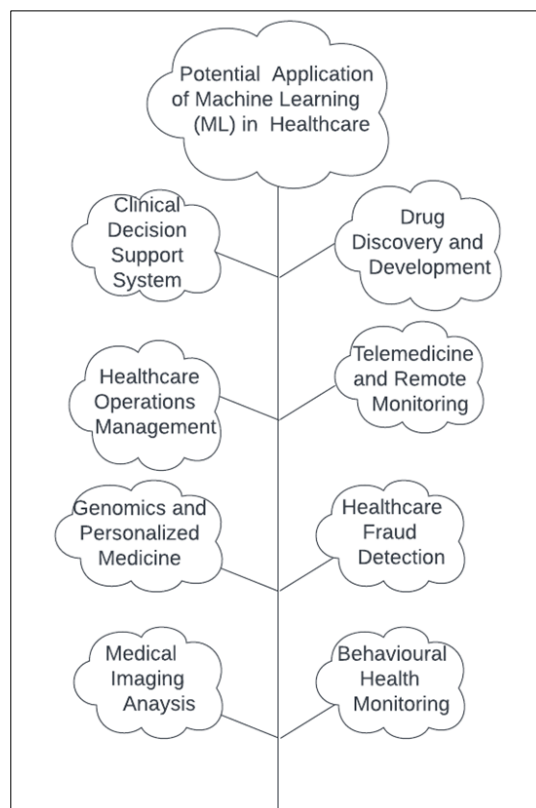 Potential Application
of Machine Learning
(ML) in Healthcare
Clinical
Decision
Support
System
Drug
Discovery and
Development
Healthcare
Operations
Management
Telemedicine
and Remote
Monitoring
Genomics and
Personalized
Medicine
Healthcare
Fraud
Detection
Medical
Imaging
Anaysis
Behavioural
Health
Monitoring